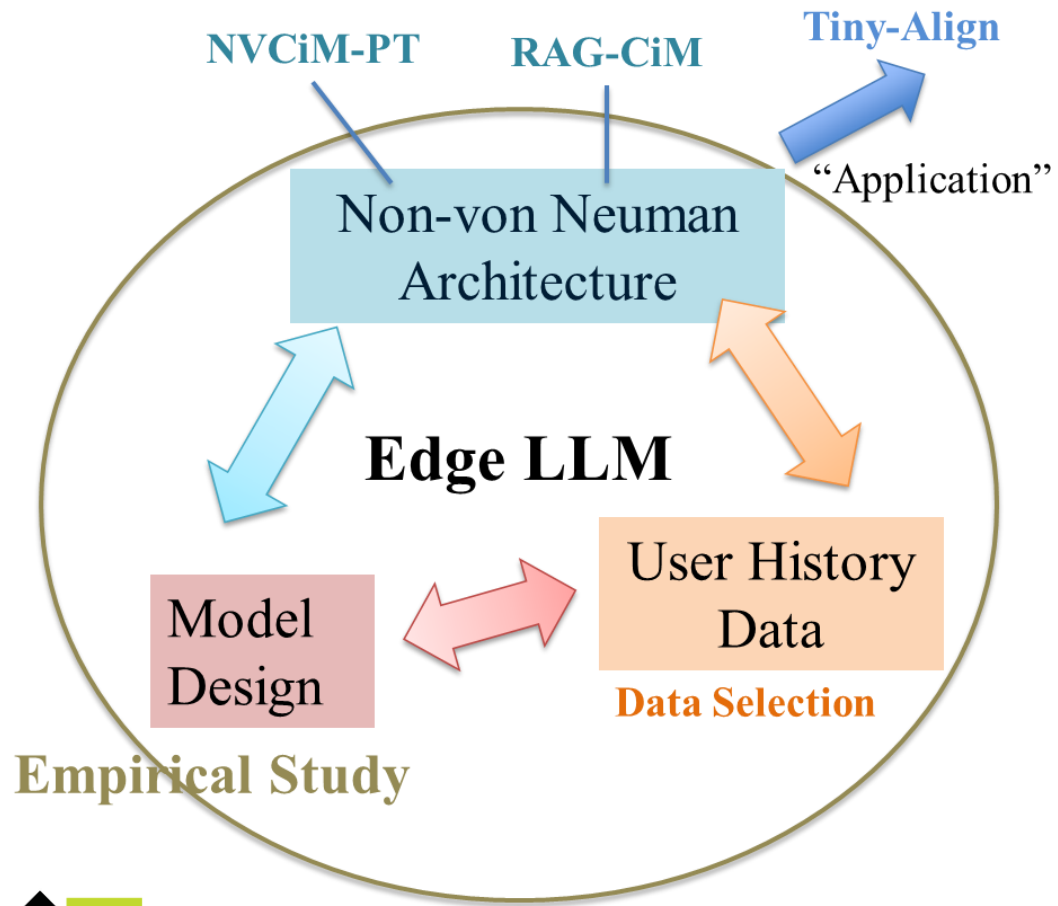 Tiny-Align
NVCiM-PT
RAG-CiM
“Application”
Non-von Neuman
Architecture
Edge LLM
User History
Data
Model
Design
Data Selection
Empirical Study